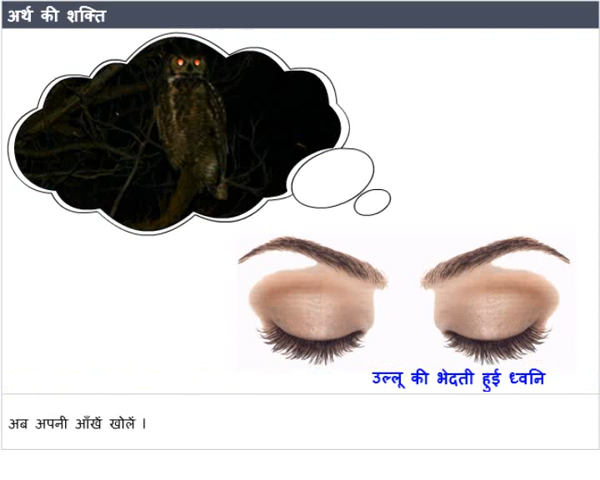 अर्थ की शक्ति
उल्लू की भेदती हुई ध्वनि
अब अपनी आँखें खोलें ।